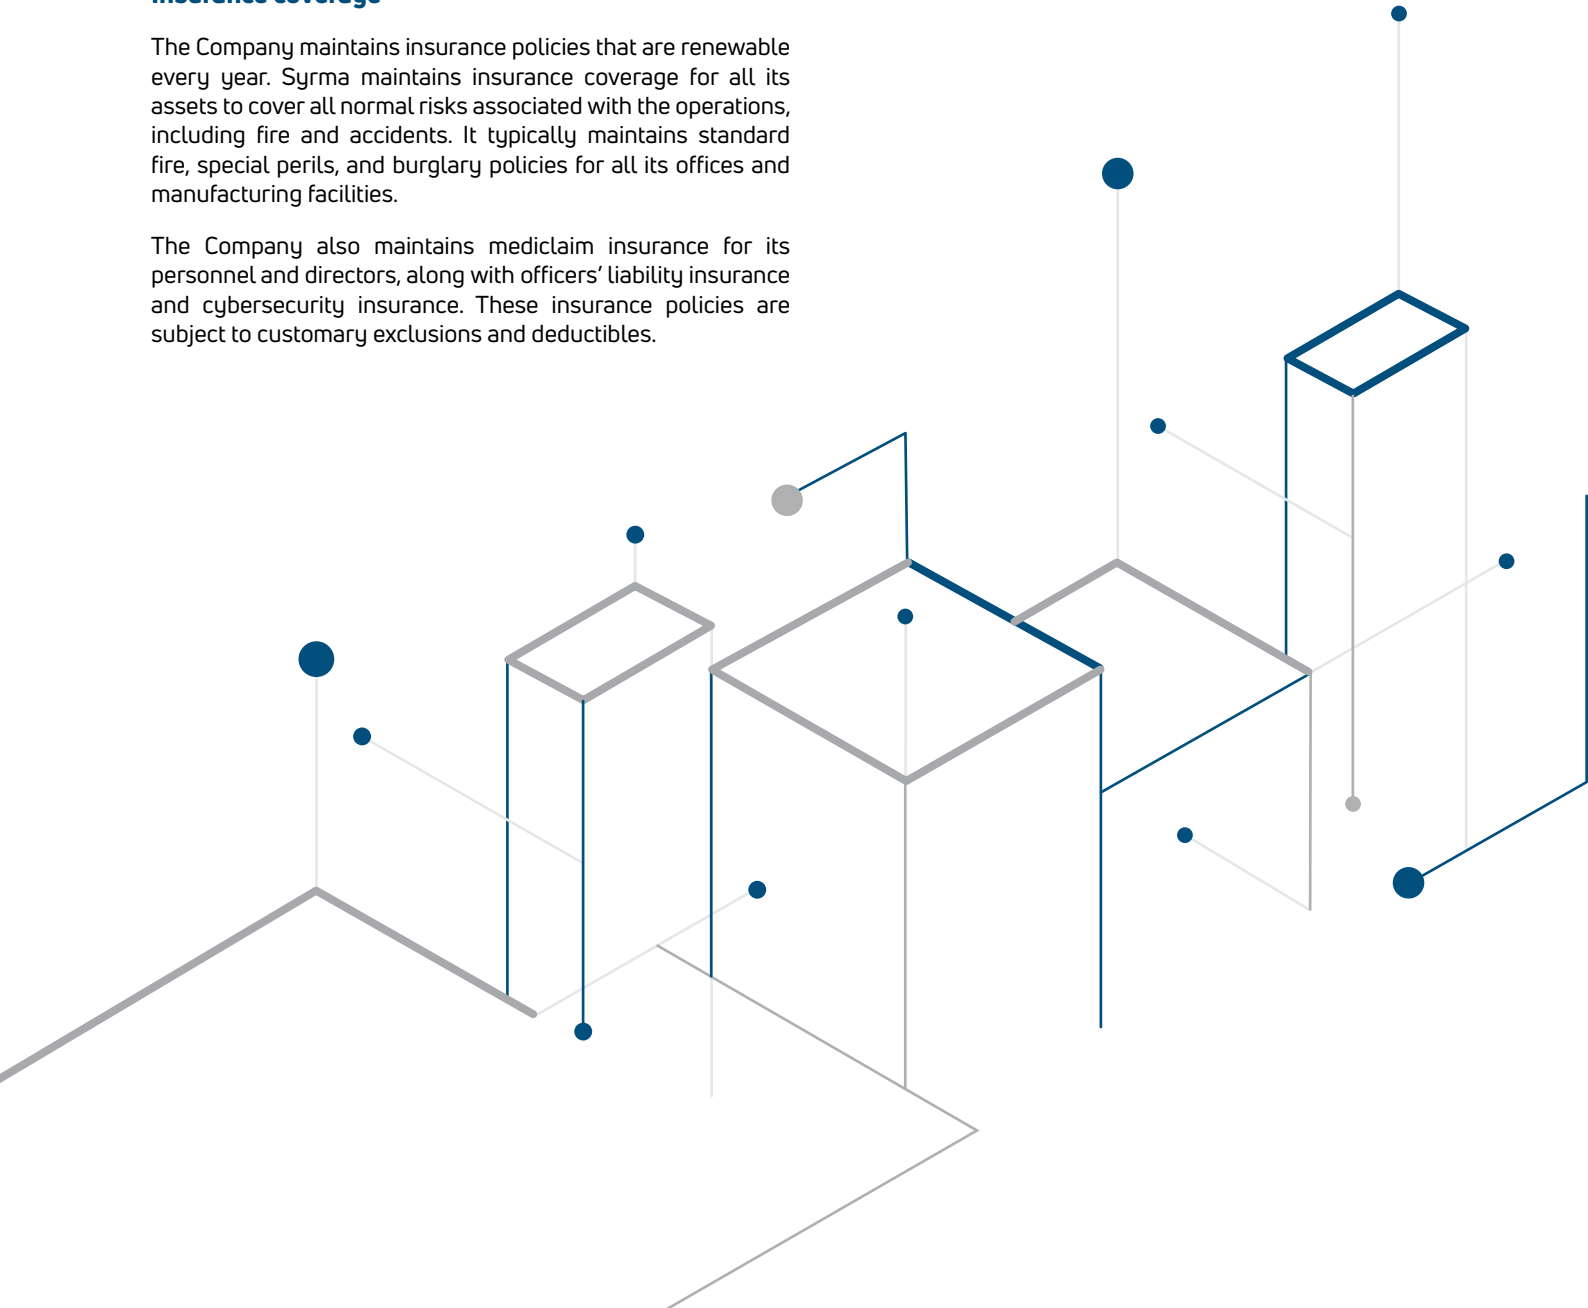 Insurance coverage
The Company maintains insurance policies that are renewable
every year. Syrma maintains insurance coverage for all its
assets to cover all normal risks associated with the operations,
including fire and accidents. It typically maintains standard
fire, special perils, and burglary policies for all its offices and
manufacturing facilities.
The Company also maintains mediclaim insurance for its
personnel and directors, along with officers’ liability insurance
and cybersecurity insurance. These insurance policies are
subject to customary exclusions and deductibles.